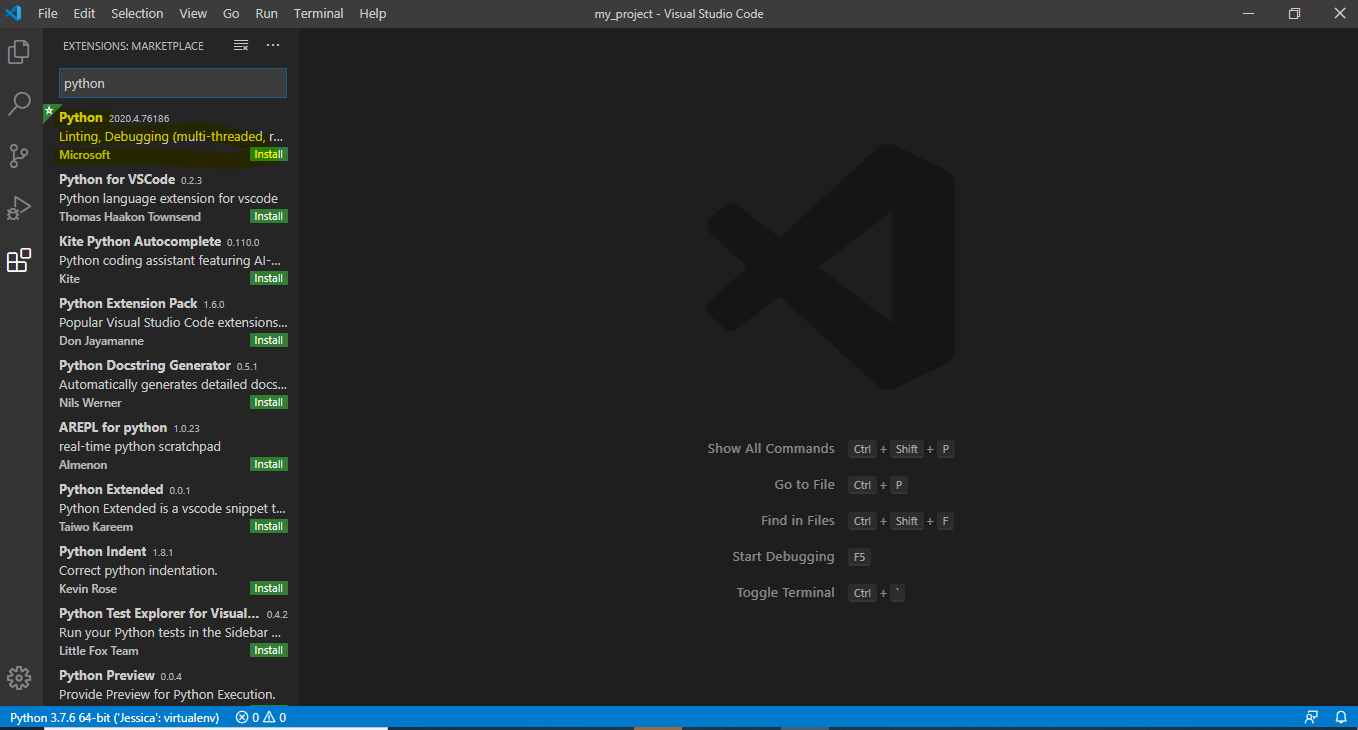 File Edit Selection View Go Run Terminal Help my_project - Visual Studio Code
EXTENSIONS: MARKETPLACE
python
Python 2020.4.76186
Linting, Debugging (multi-threaded, r...
Microsoft Install
Python for VSCode 0.2.3
Python language extension for vscode
Thomas Haakon Townsend Install
Kite Python Autocomplete 0.110.0
Python coding assistant featuring AI-...
Kite Install
Python Extension Pack 1.6.0
Popular Visual Studio Code extensions...
Don Jayamanne Install
Python Docstring Generator 0.5.1
Automatically generates detailed docs...
Nils Werner Install
AREPL for python 1.0.23
real-time python scratchpad
Almenon Install
Python Extended 0.0.1
Python Extended is a vscode snippet t...
Taiwo Kareem Install
Python Indent 1.8.1
Correct python indentation.
Kevin Rose Install
Python Test Explorer for Visual... 0.4.2
Run your Python tests in the Sidebar ...
Little Fox Team Install
Python Preview 0.0.4
Provide Preview for Python Execution.
Show All Commands Ctrl + Shift + P
Go to File Ctrl + P
Find in Files Ctrl + Shift + F
Start Debugging F5
Toggle Terminal Ctrl + `
Python 3.7.6 64-bit ('Jessica': virtualenv) 0 0